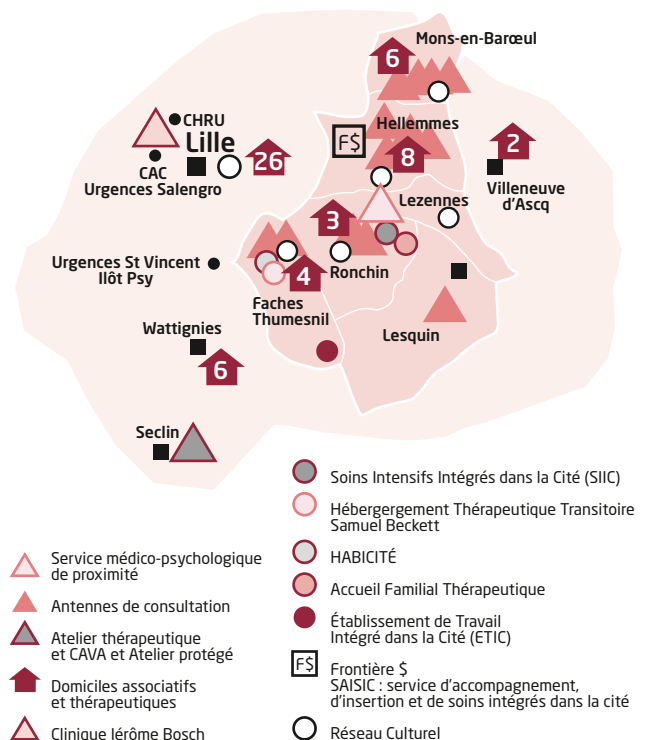 Mons-en-Barœul
6
Hellemmes
F$
8
CHRU
Lille
26
CAC
Urgences Salengro
2
Villeneuve
d'Ascq
Lezennes
3
Urgences St Vincent
Ilôt Psy
Ronchin
4
Faches
Thumesnil
Lesquin
Wattignies
6
Seclin
Service médico-psychologique
de proximité
Antennes de consultation
Atelier thérapeutique
et CAVA et Atelier protégé
Domiciles associatifs
et thérapeutiques
Clinique Jérôme Bosch
Soins Intensifs Intégrés dans la Cité (SIIC)
Hébergergement Thérapeutique Transitoire
Samuel Beckett
HABICITÉ
Accueil Familial Thérapeutique
Établissement de Travail
Intégré dans la Cité (ETIC)
F$ Frontière $
SAISIC : service d'accompagnement,
d'insertion et de soins intégrés dans la cité
Réseau Culturel